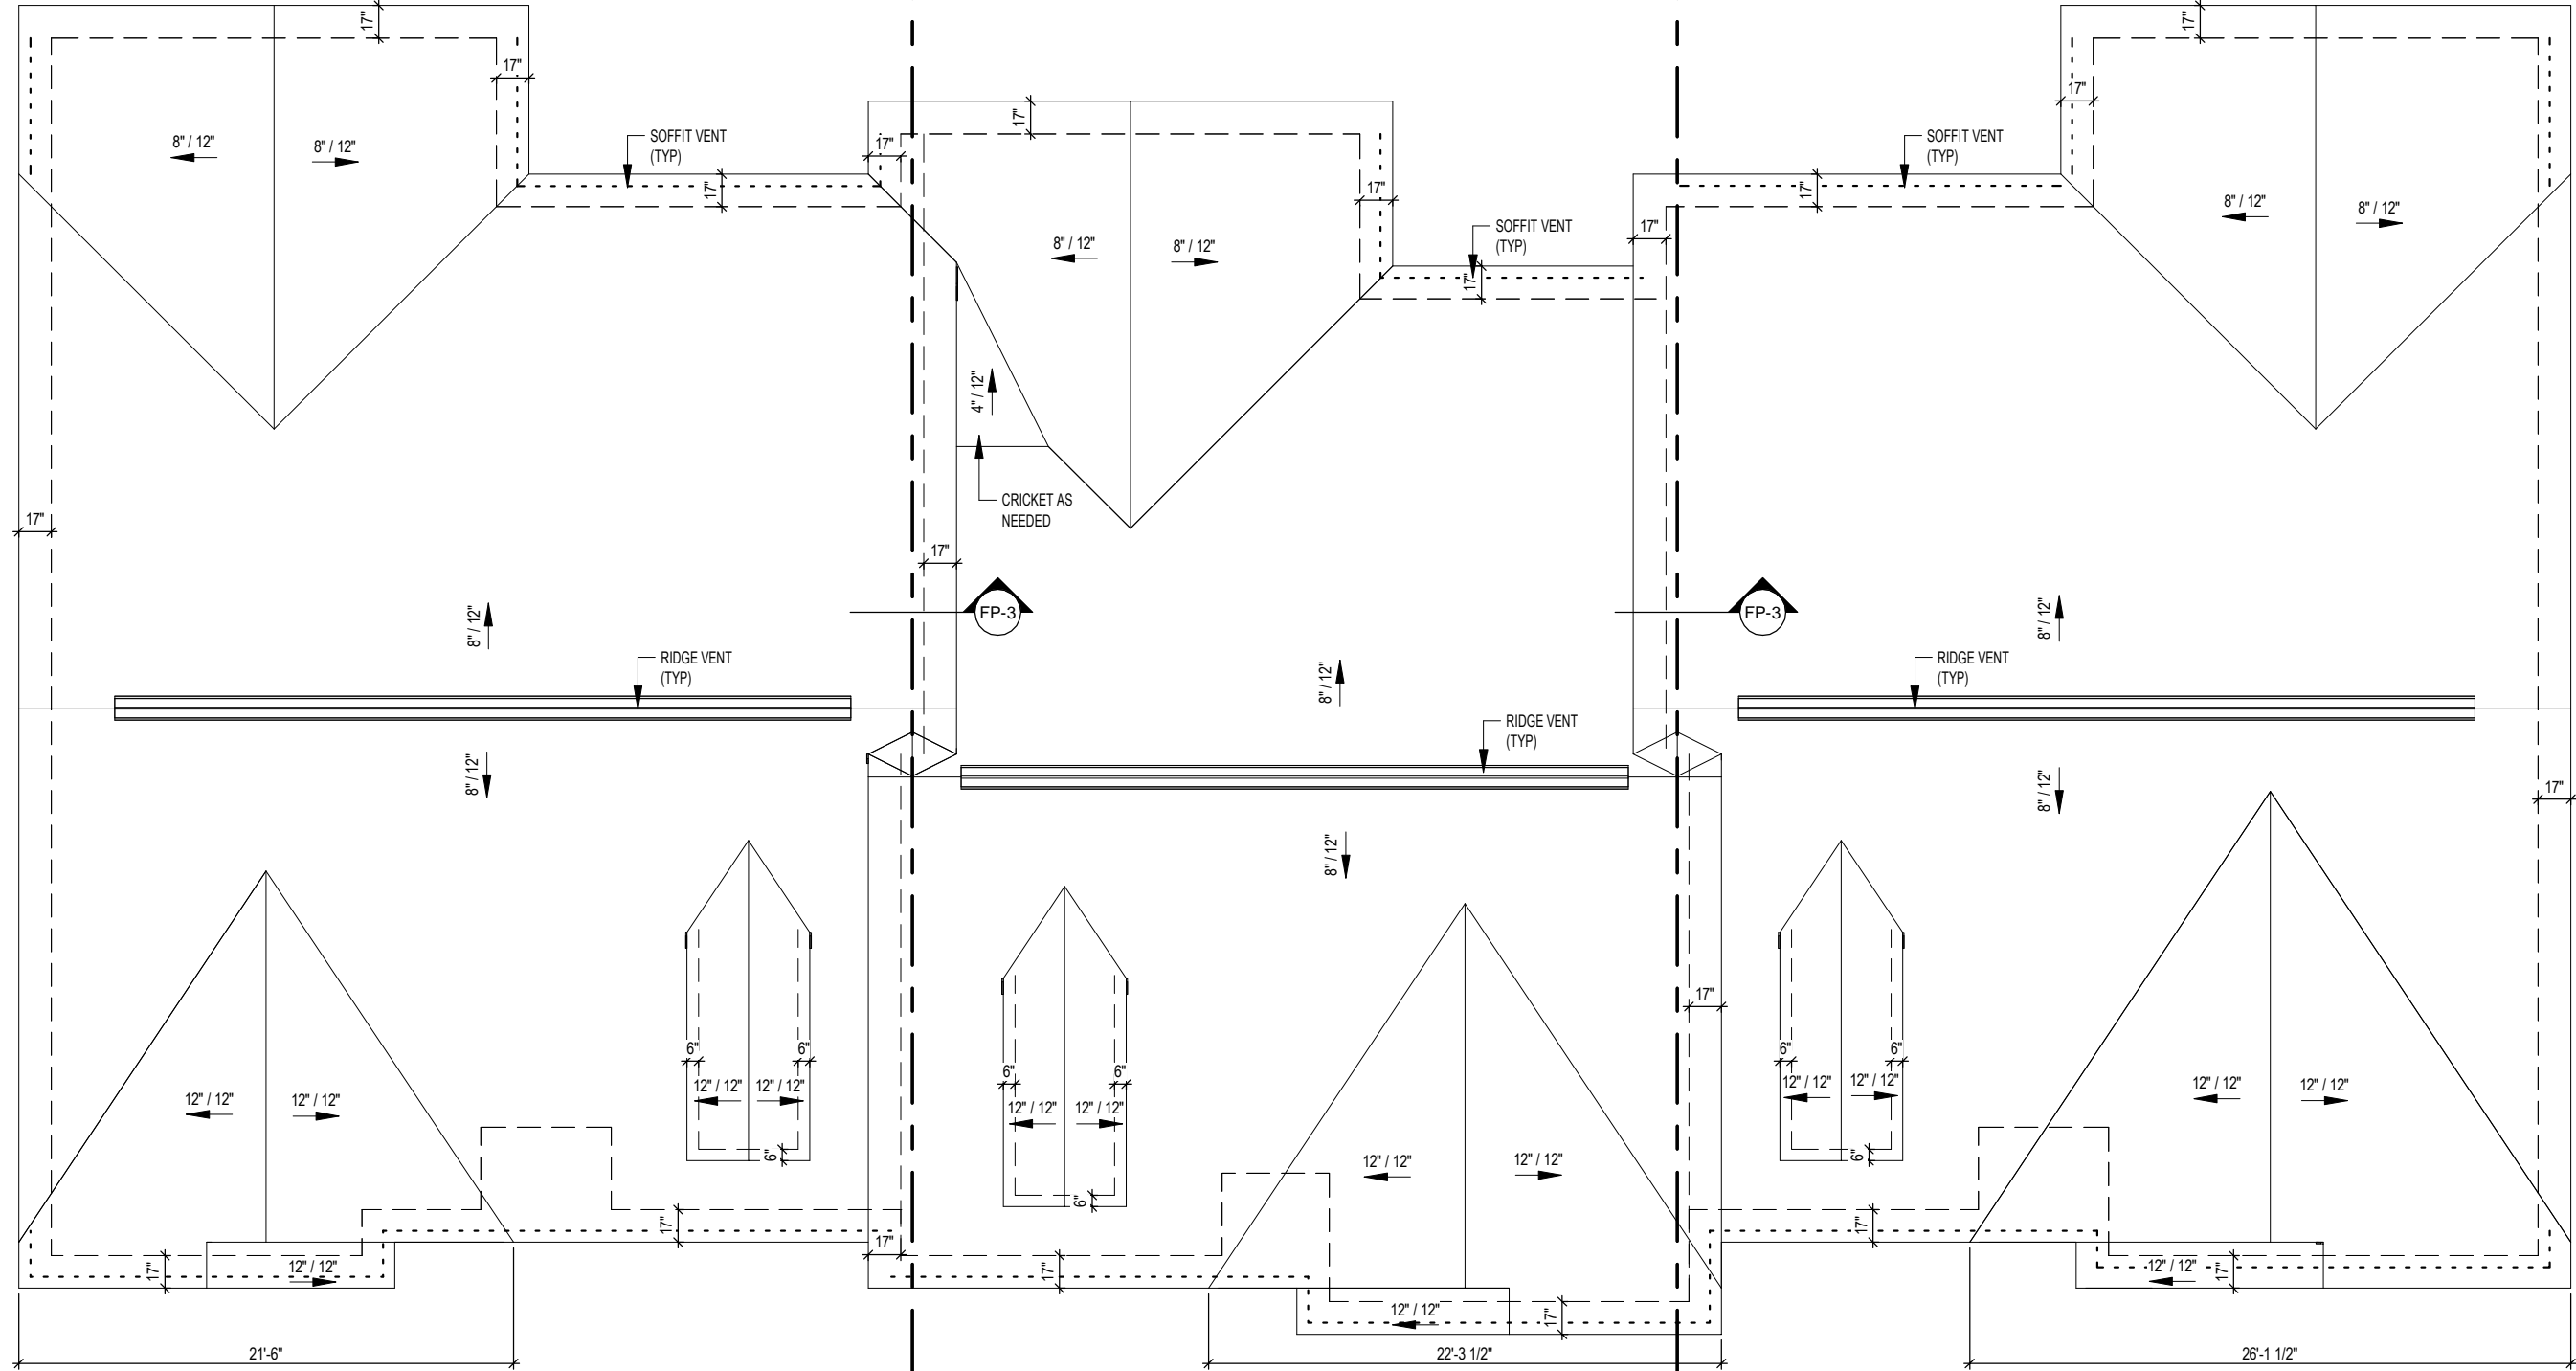 17"
17"
17"
17"
8" / 12"
8" / 12"
SOFFIT VENT
(TYP)
17"
17"
17"
SOFFIT VENT
(TYP)
17"
8" / 12"
8" / 12"
17"
8" / 12"
8" / 12"
17"
SOFFIT VENT
(TYP)
17"
17"
4" / 12"
CRICKET AS
NEEDED
17"
17"
FP-3
FP-3
8" / 12"
8" / 12"
8" / 12"
RIDGE VENT
(TYP)
RIDGE VENT
(TYP)
RIDGE VENT
(TYP)
8" / 12"
8" / 12"
8" / 12"
17"
17"
6"
6"
12" / 12"
12" / 12"
6"
6"
6"
12" / 12"
12" / 12"
6"
6"
6"
12" / 12"
12" / 12"
6"
12" / 12"
12" / 12"
12" / 12"
12" / 12"
12" / 12"
12" / 12"
17"
17"
17"
17"
12" / 12"
17"
12" / 12"
17"
12" / 12"
17"
21'-6"
22'-3 1/2"
26'-1 1/2"